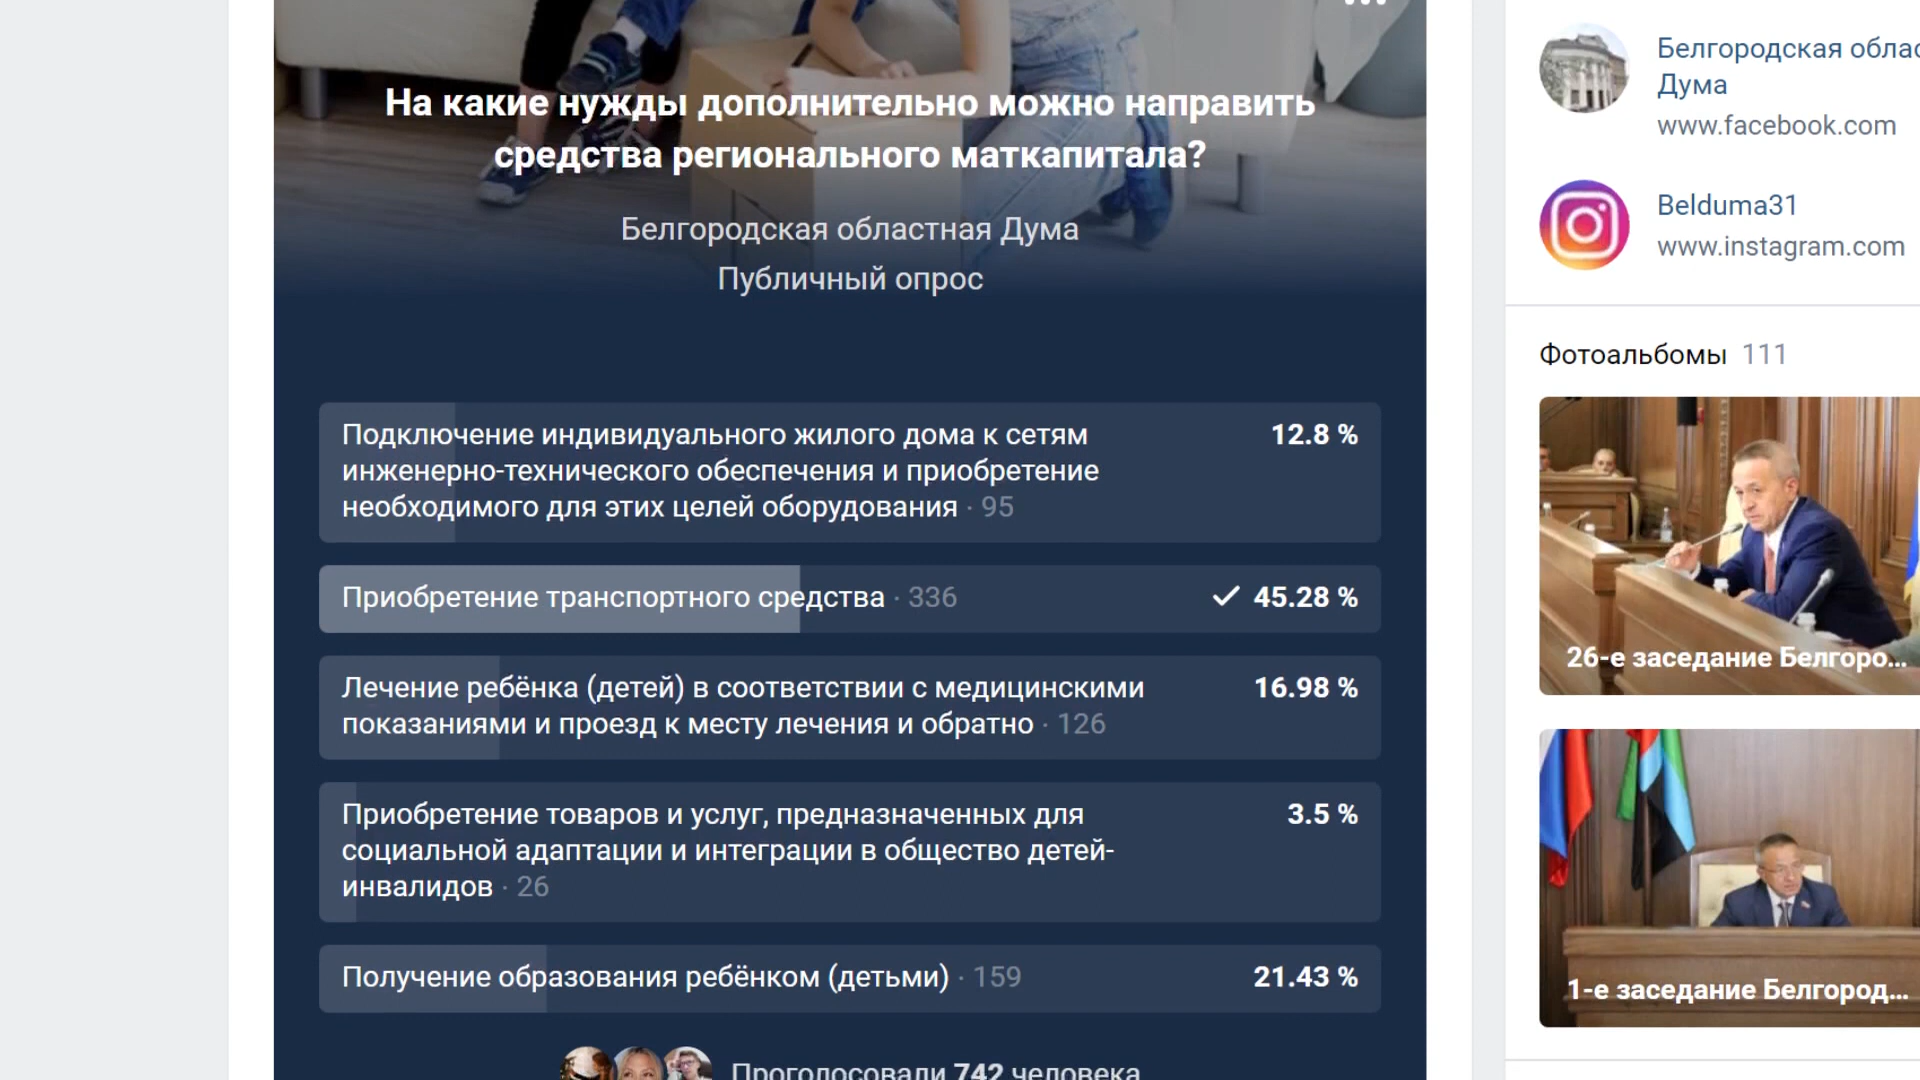 На какие нужды дополнительно можно направить
средства регионального маткапитала?
Белгородская областная Дума
Публичный опрос
Подключение индивидуального жилого дома к сетям
инженерно-технического обеспечения и приобретение
необходимого для этих целей оборудования · 95
12.8 %
Приобретение транспортного средства · 336
45.28 %
Лечение ребёнка (детей) в соответствии с медицинскими
показаниями и проезд к месту лечения и обратно · 126
16.98 %
Приобретение товаров и услуг, предназначенных для
социальной адаптации и интеграции в общество детей-
инвалидов · 26
3.5 %
Получение образования ребёнком (детьми) · 159
21.43 %
Проголосовали 742 человека
Белгородская облас
Дума
www.facebook.com
Belduma31
www.instagram.com
Фотоальбомы 111
26-е заседание Белгоро...
1-е заседание Белгород...